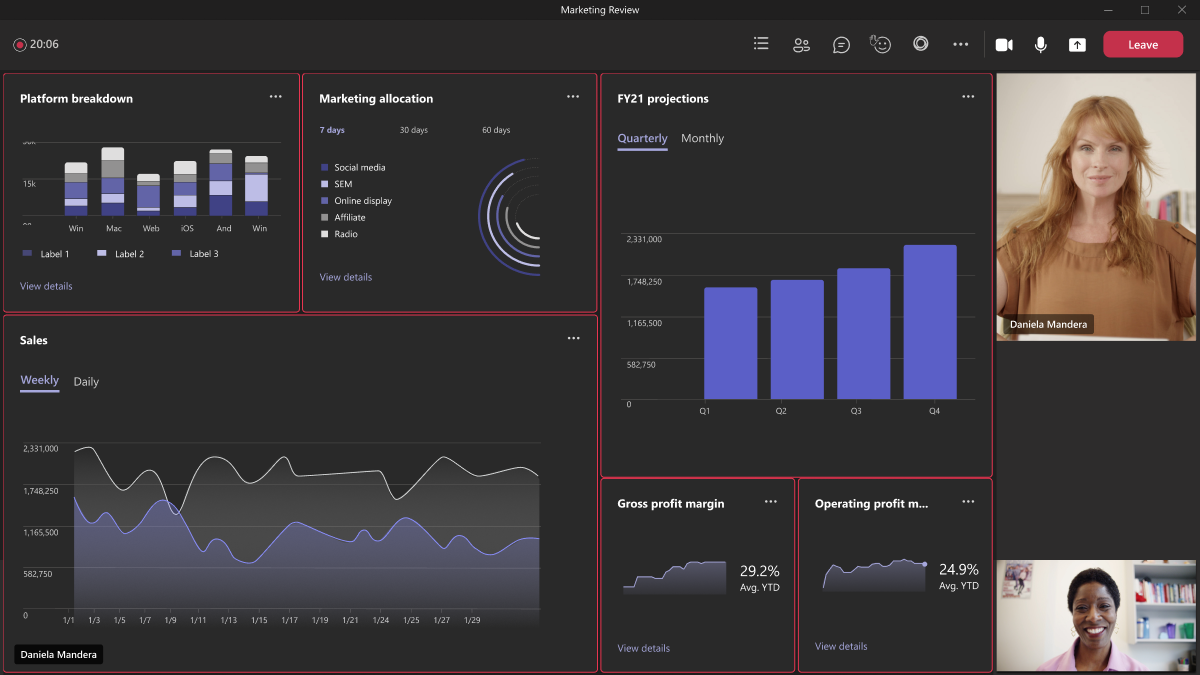 Marketing Review
20:06
Leave
Platform breakdown
15k
Win Mac Web iOS And Win
Label 1 Label 2 Label 3
View details
Marketing allocation
7 days 30 days 60 days
Social media
SEM
Online display
Affiliate
Radio
View details
FY21 projections
Quarterly Monthly
2,331,000
1,748,250
1,165,500
582,750
0
Q1 Q2 Q3 Q4
Daniela Mandera
Sales
Weekly Daily
2,331,000
1,748,250
1,165,500
582,750
0
1/1 1/3 1/5 1/7 1/9 1/11 1/13 1/15 1/17 1/19 1/21 1/24 1/25 1/27 1/29
Daniela Mandera
Gross profit margin
29.2%
Avg. YTD
View details
Operating profit m...
24.9%
Avg. YTD
View details